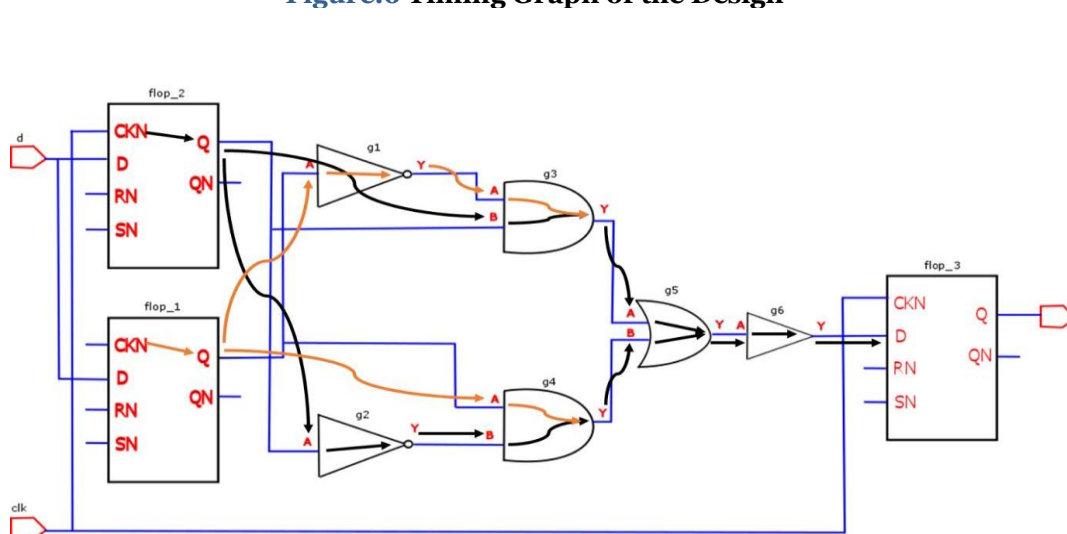 Figure.6 Timing Graph of the Design
flop_2
d
CKN
Q
D
QN
RN
SN
g1
A
Y
g3
A
B
Y
flop_1
CKN
Q
D
QN
RN
SN
g2
A
Y
g4
A
B
Y
g5
A
B
Y
g6
A
Y
flop_3
CKN
Q
D
QN
RN
SN
clk